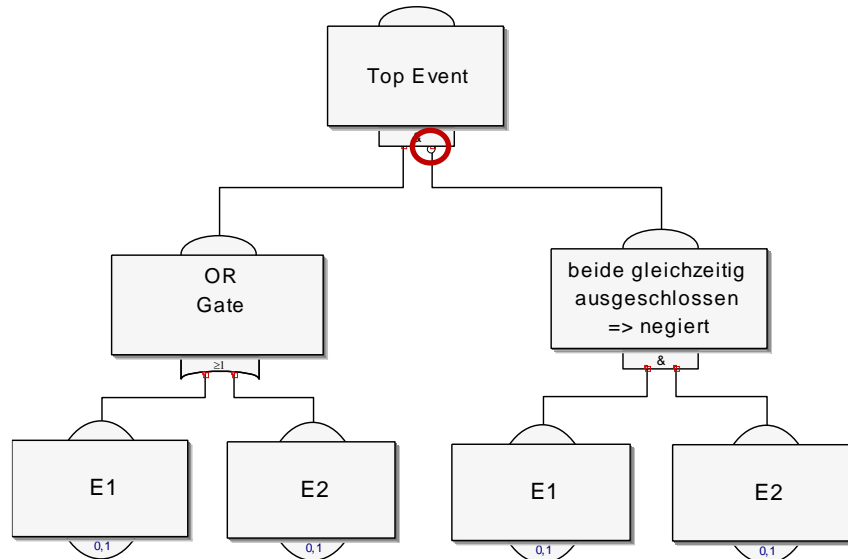 Top Event
&
OR
Gate
≥1
beide gleichzeitig
ausgeschlossen
=> negiert
&
E1
E2
E1
E2
0,1
0,1
0,1
0,1